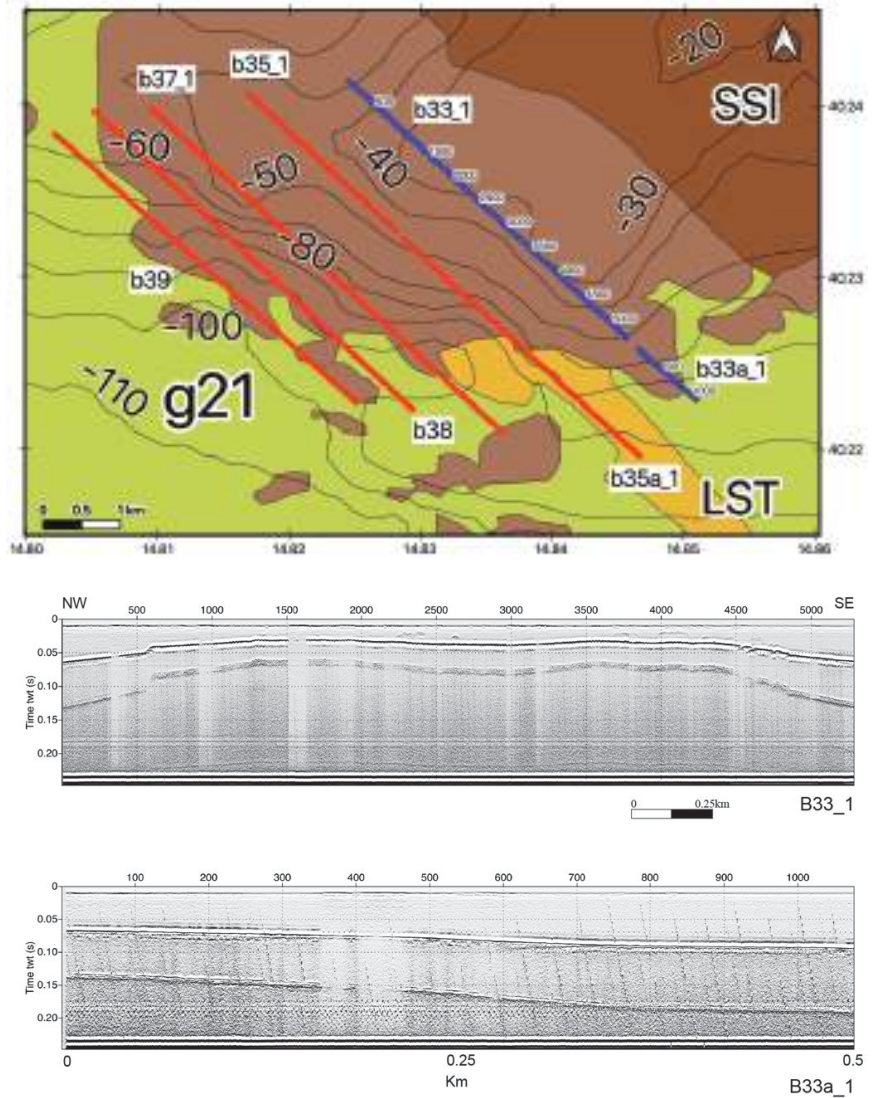 b37_1
b35_1
b33_1
-20
SSI
40.24
-60
-50
-40
-30
-80
b39
40.23
-100
-110
g21
b33a_1
b38
b35a_1
LST
40.22
0 0.5 1km
14.80 14.81 14.82 14.83 14.84 14.85 14.86
NW SE
500 1000 1500 2000 2500 3000 3500 4000 4500 5000
0
0.05
0.10
0.15
0.20
Time twt (s)
0 0.25km
B33_1
100 200 300 400 500 600 700 800 900 1000
0
0.05
0.10
0.15
0.20
Time twt (s)
0 0.25 0.5
Km
B33a_1